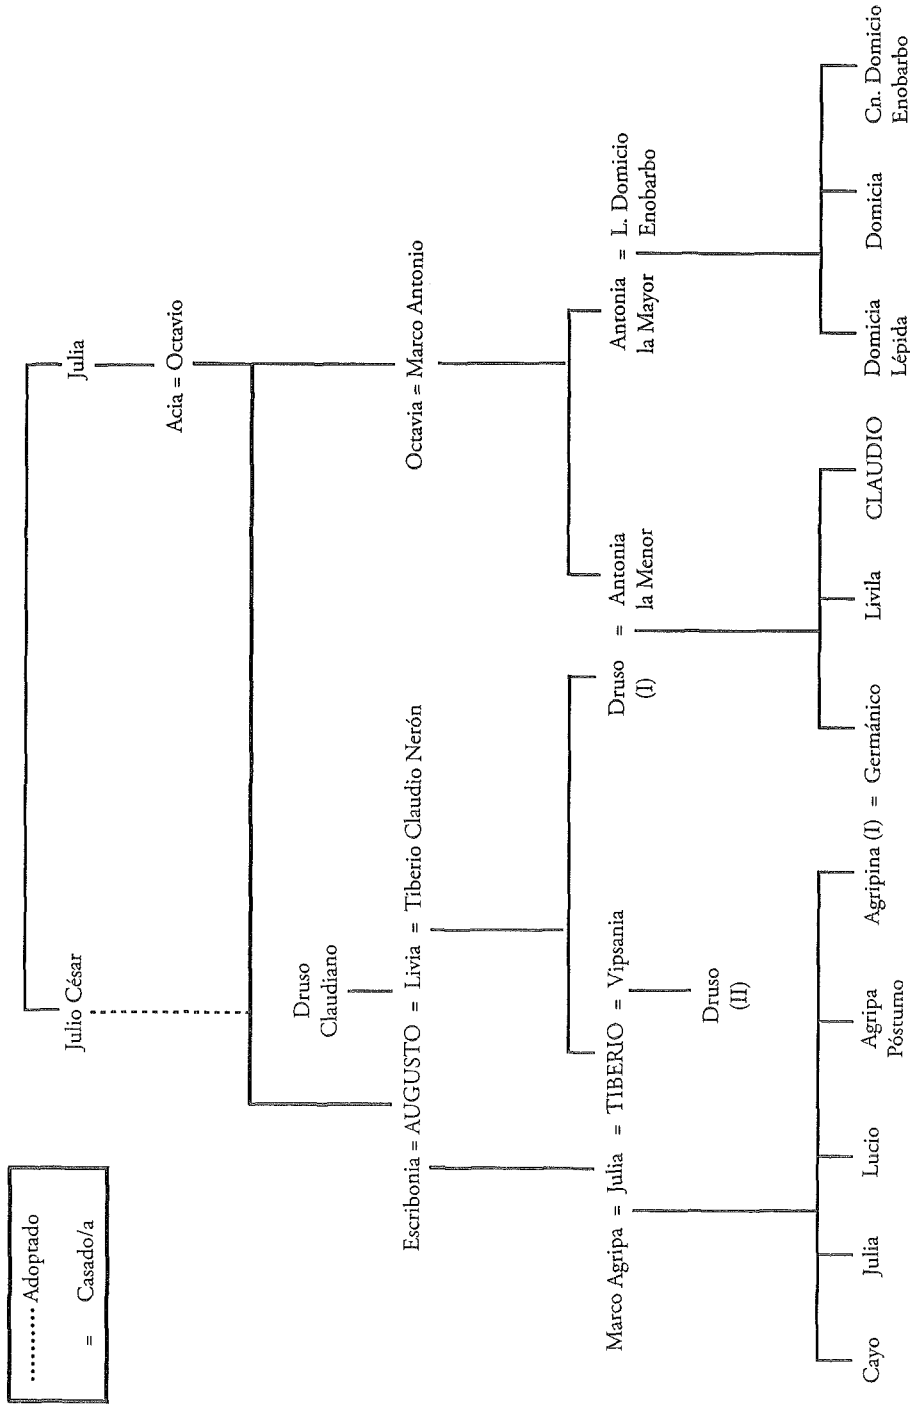 .......... Adoptado
= Casado/a
Julio César
Julia
Acia = Octavio
Druso
Claudiano
Escribonia = AUGUSTO = Livia = Tiberio Claudio Nerón
Octavia = Marco Antonio
Marco Agripa = Julia = TIBERIO = Vipsania
Druso
(I)
= Antonia
la Menor
Antonia
la Mayor
= L. Domicio
Enobarbo
Druso
(II)
Cayo
Julia
Lucio
Agripa
Póstumo
Agripina (I) = Germánico
Livila
CLAUDIO
Domicia
Lépida
Domicia
Cn. Domicio
Enobarbo